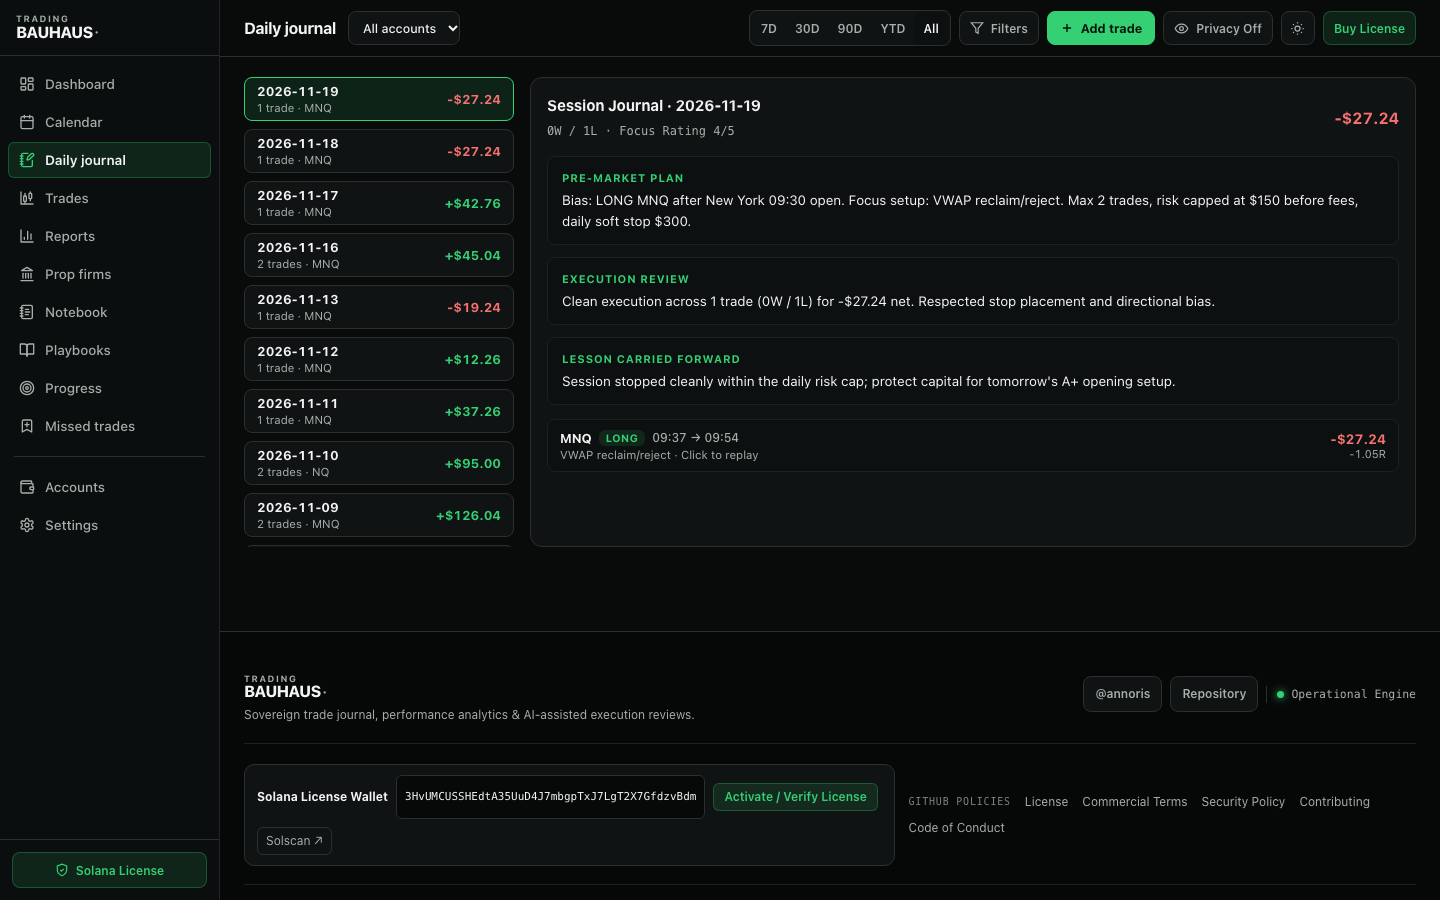 TRADING
BAUHAUS·
Dashboard
Calendar
Daily journal
Trades
Reports
Prop firms
Notebook
Playbooks
Progress
Missed trades
Accounts
Settings
Solana License
Daily journal
All accounts
7D 30D 90D YTD All
Filters
+ Add trade
Privacy Off
Buy License
2026-11-19
1 trade · MNQ
-$27.24
2026-11-18
1 trade · MNQ
-$27.24
2026-11-17
1 trade · MNQ
+$42.76
2026-11-16
2 trades · MNQ
+$45.04
2026-11-13
1 trade · MNQ
-$19.24
2026-11-12
1 trade · MNQ
+$12.26
2026-11-11
1 trade · MNQ
+$37.26
2026-11-10
2 trades · NQ
+$95.00
2026-11-09
2 trades · MNQ
+$126.04
Session Journal · 2026-11-19
0W / 1L · Focus Rating 4/5
-$27.24
PRE-MARKET PLAN
Bias: LONG MNQ after New York 09:30 open. Focus setup: VWAP reclaim/reject. Max 2 trades, risk capped at $150 before fees,
daily soft stop $300.
EXECUTION REVIEW
Clean execution across 1 trade (0W / 1L) for -$27.24 net. Respected stop placement and directional bias.
LESSON CARRIED FORWARD
Session stopped cleanly within the daily risk cap; protect capital for tomorrow's A+ opening setup.
MNQ LONG 09:37 → 09:54
VWAP reclaim/reject · Click to replay
-$27.24
-1.05R
TRADING
BAUHAUS·
Sovereign trade journal, performance analytics & AI-assisted execution reviews.
@annoris
Repository
Operational Engine
Solana License Wallet
3HvUMCUSSHEdtA35UuD4J7mbgpTxJ7LgT2X7GfdzvBdm
Activate / Verify License
Solscan ↗
GITHUB POLICIES License Commercial Terms Security Policy Contributing
Code of Conduct